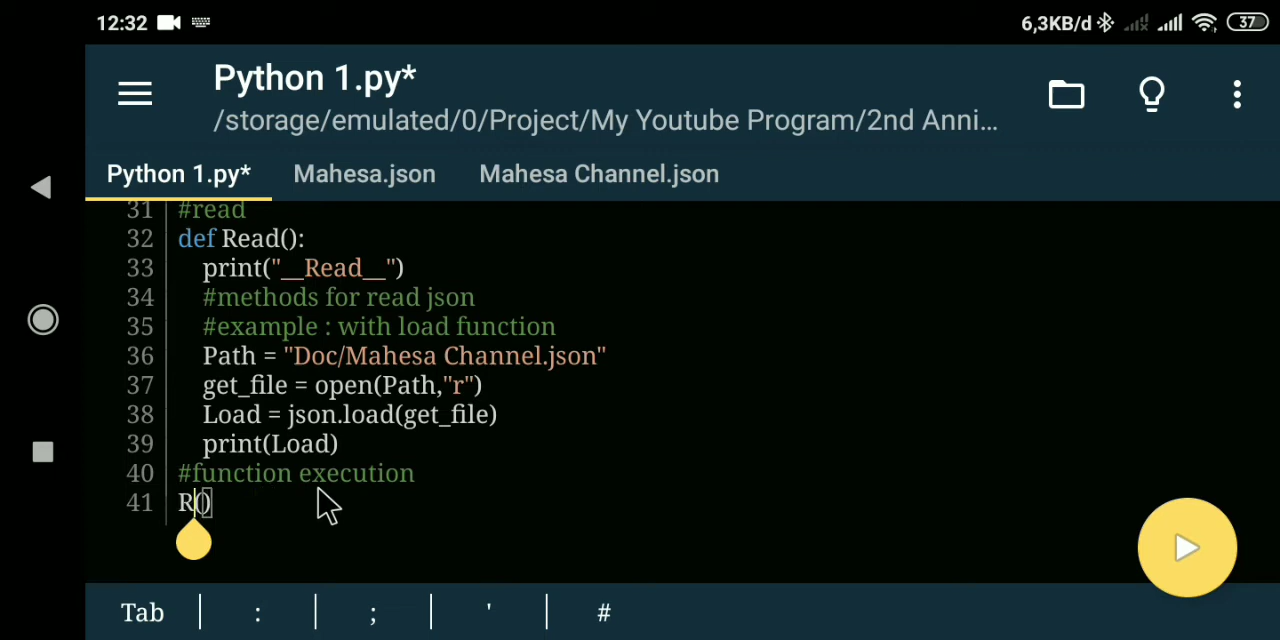 12:32 6,3KB/d 37
Python 1.py*
/storage/emulated/0/Project/My Youtube Program/2nd Anni...
Python 1.py* Mahesa.json Mahesa Channel.json
31 #read
32 def Read():
33 print("__Read__")
34 #methods for read json
35 #example : with load function
36 Path = "Doc/Mahesa Channel.json"
37 get_file = open(Path,"r")
38 Load = json.load(get_file)
39 print(Load)
40 #function execution
41 R()
Tab : ; ' #